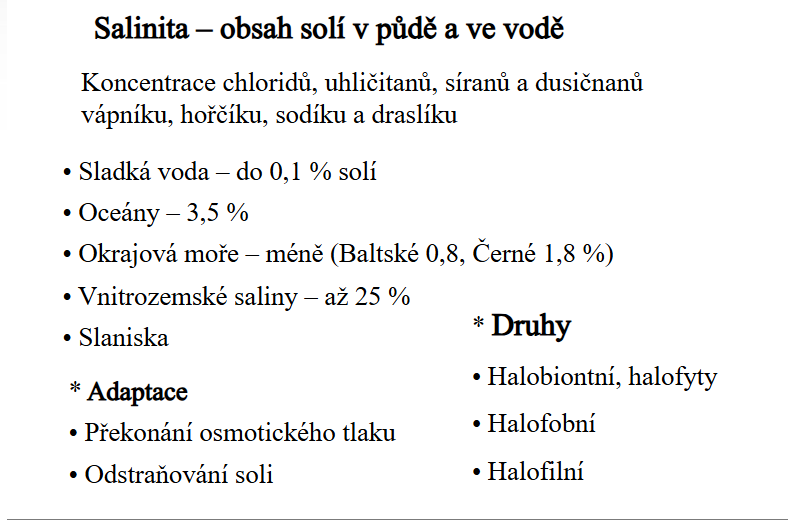 Salinita – obsah solí v půdě a ve vodě
Koncentrace chloridů, uhličitanů, síranů a dusičnanů
vápníku, hořčíku, sodíku a draslíku
• Sladká voda – do 0,1 % solí
• Oceány – 3,5 %
• Okrajová moře – méně (Baltské 0,8, Černé 1,8 %)
• Vnitrozemské saliny – až 25 %
• Slaniska
* Adaptace
• Překonání osmotického tlaku
• Odstraňování soli
* Druhy
• Halobiontní, halofyty
• Halofobní
• Halofilní